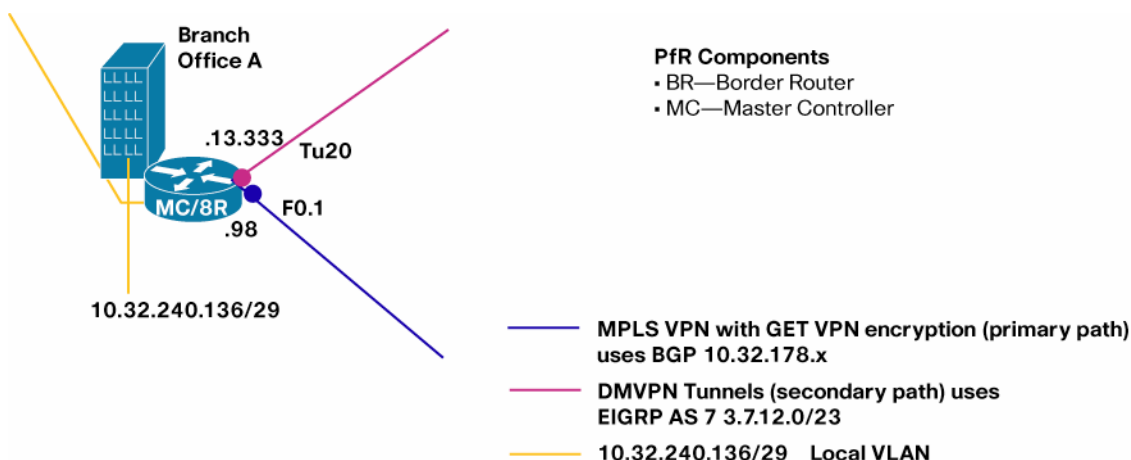 Branch
Office A
PfR Components
▪ BR—Border Router
▪ MC—Master Controller
.13.333
Tu20
MC/8R
F0.1
.98
10.32.240.136/29
MPLS VPN with GET VPN encryption (primary path)
uses BGP 10.32.178.x
DMVPN Tunnels (secondary path) uses
EIGRP AS 7 3.7.12.0/23
10.32.240.136/29 Local VLAN